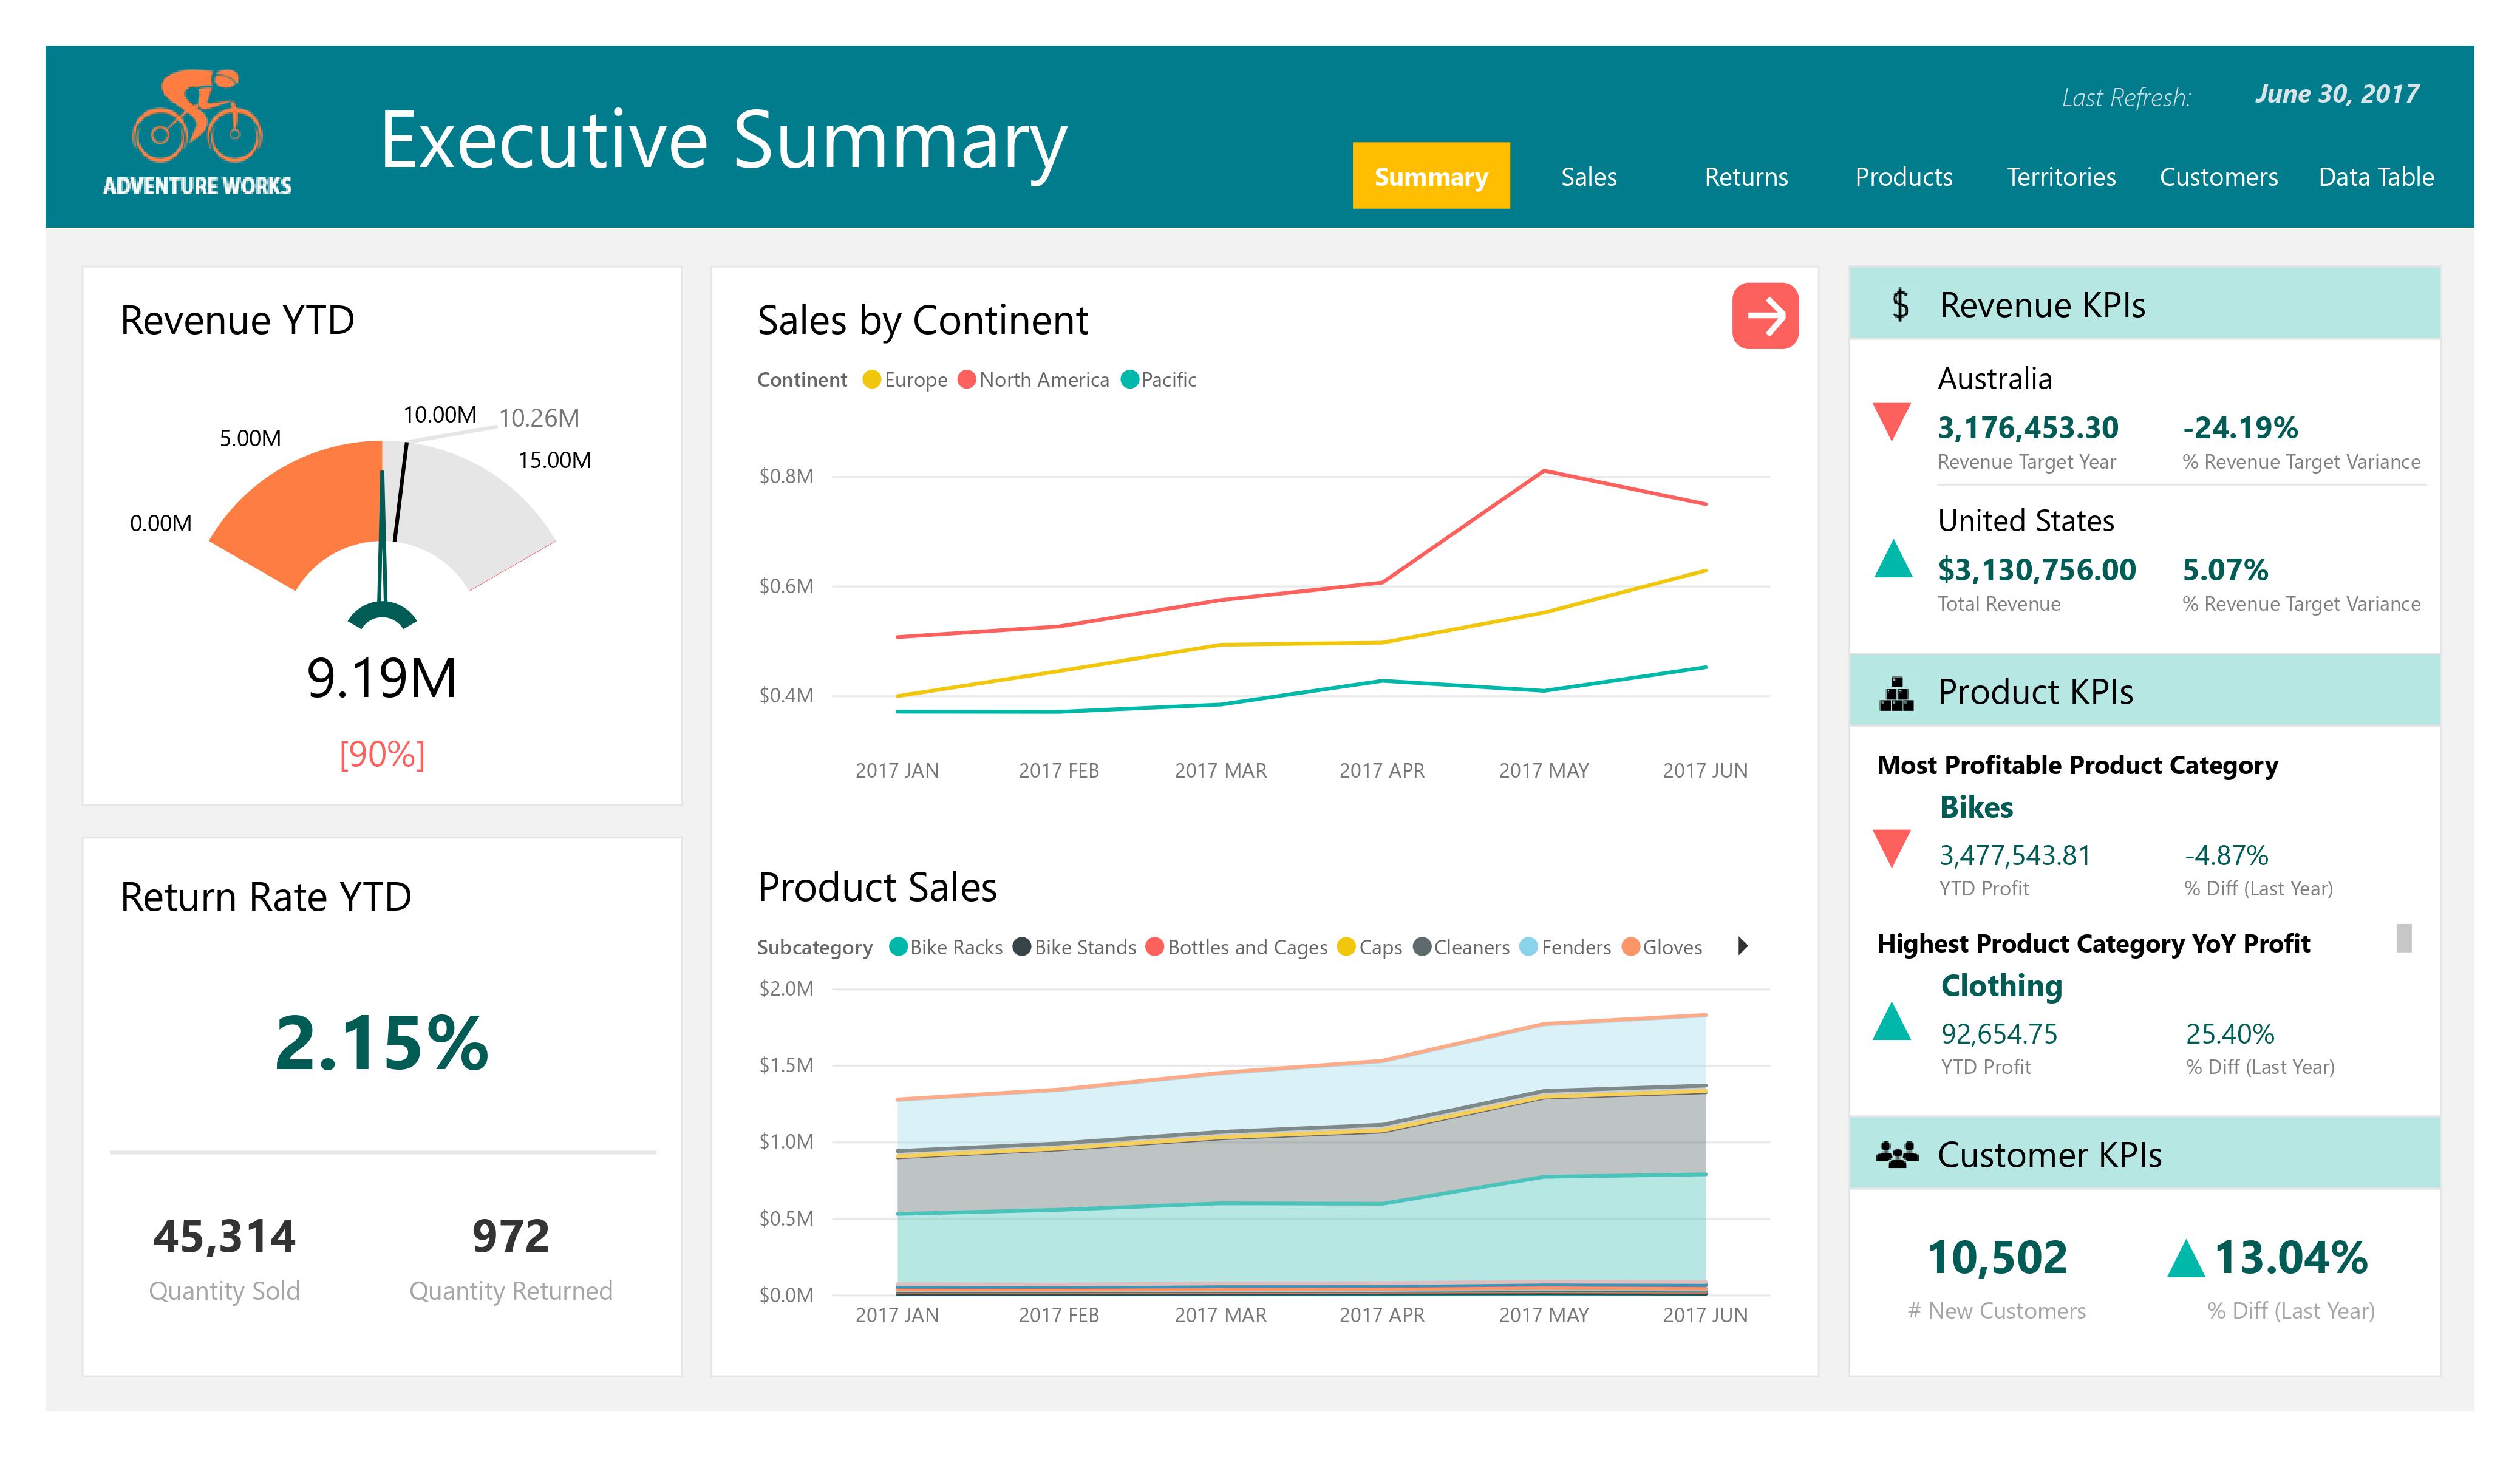 ADVENTURE WORKS
Executive Summary
Last Refresh: June 30, 2017
Summary Sales Returns Products Territories Customers Data Table
Revenue YTD
0.00M
5.00M
10.00M
10.26M
15.00M
9.19M
[90%]
Return Rate YTD
2.15%
45,314 972
Quantity Sold Quantity Returned
Sales by Continent
Continent Europe North America Pacific
$0.8M
$0.6M
$0.4M
2017 JAN 2017 FEB 2017 MAR 2017 APR 2017 MAY 2017 JUN
Product Sales
Subcategory Bike Racks Bike Stands Bottles and Cages Caps Cleaners Fenders Gloves
$2.0M
$1.5M
$1.0M
$0.5M
$0.0M
2017 JAN 2017 FEB 2017 MAR 2017 APR 2017 MAY 2017 JUN
$ Revenue KPIs
Australia
3,176,453.30 -24.19%
Revenue Target Year % Revenue Target Variance
United States
$3,130,756.00 5.07%
Total Revenue % Revenue Target Variance
Product KPIs
Most Profitable Product Category
Bikes
3,477,543.81 -4.87%
YTD Profit % Diff (Last Year)
Highest Product Category YoY Profit
Clothing
92,654.75 25.40%
YTD Profit % Diff (Last Year)
Customer KPIs
10,502 13.04%
# New Customers % Diff (Last Year)